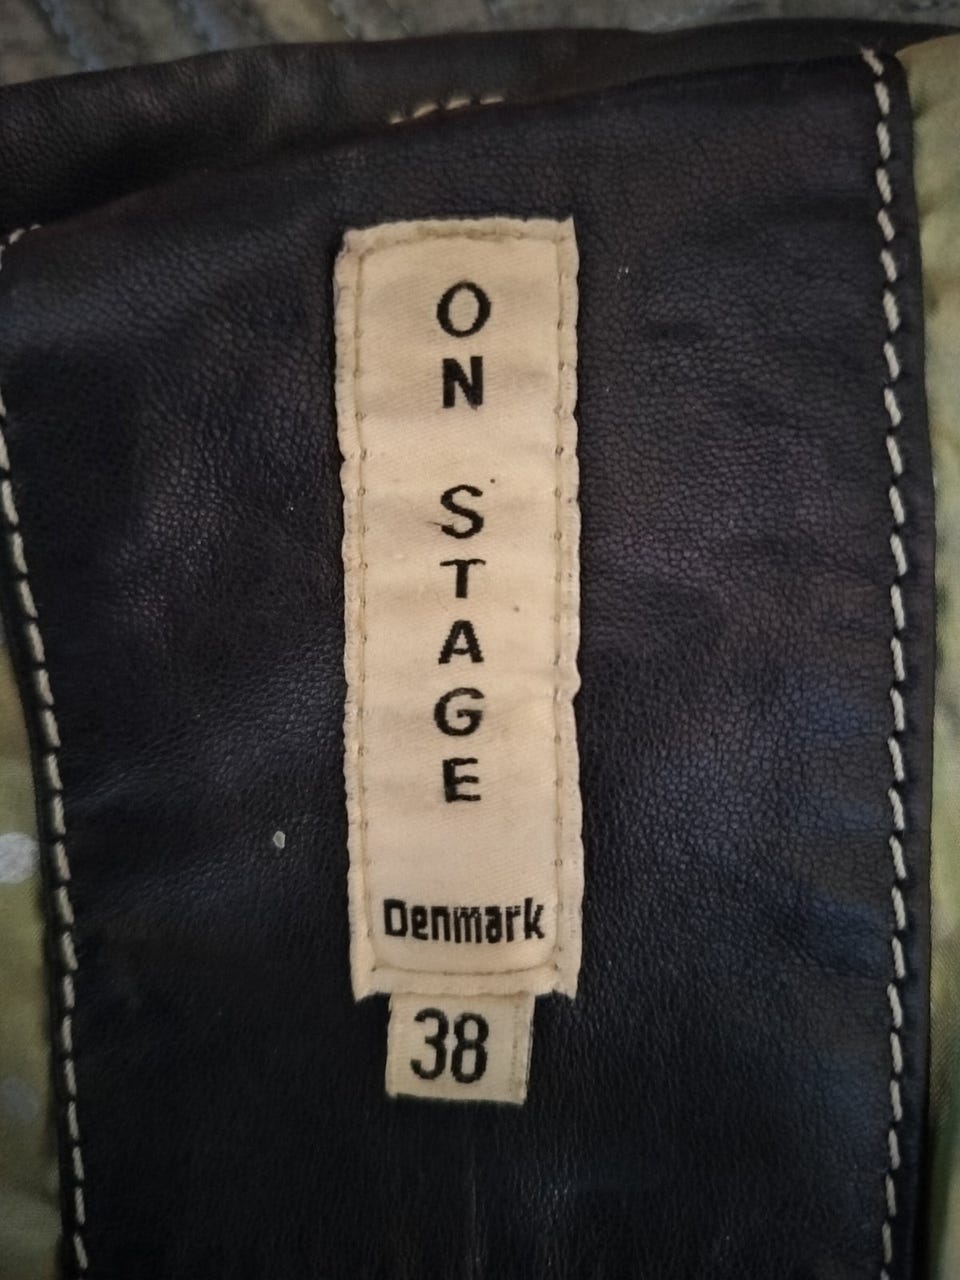 ON
STAGE
Denmark
38